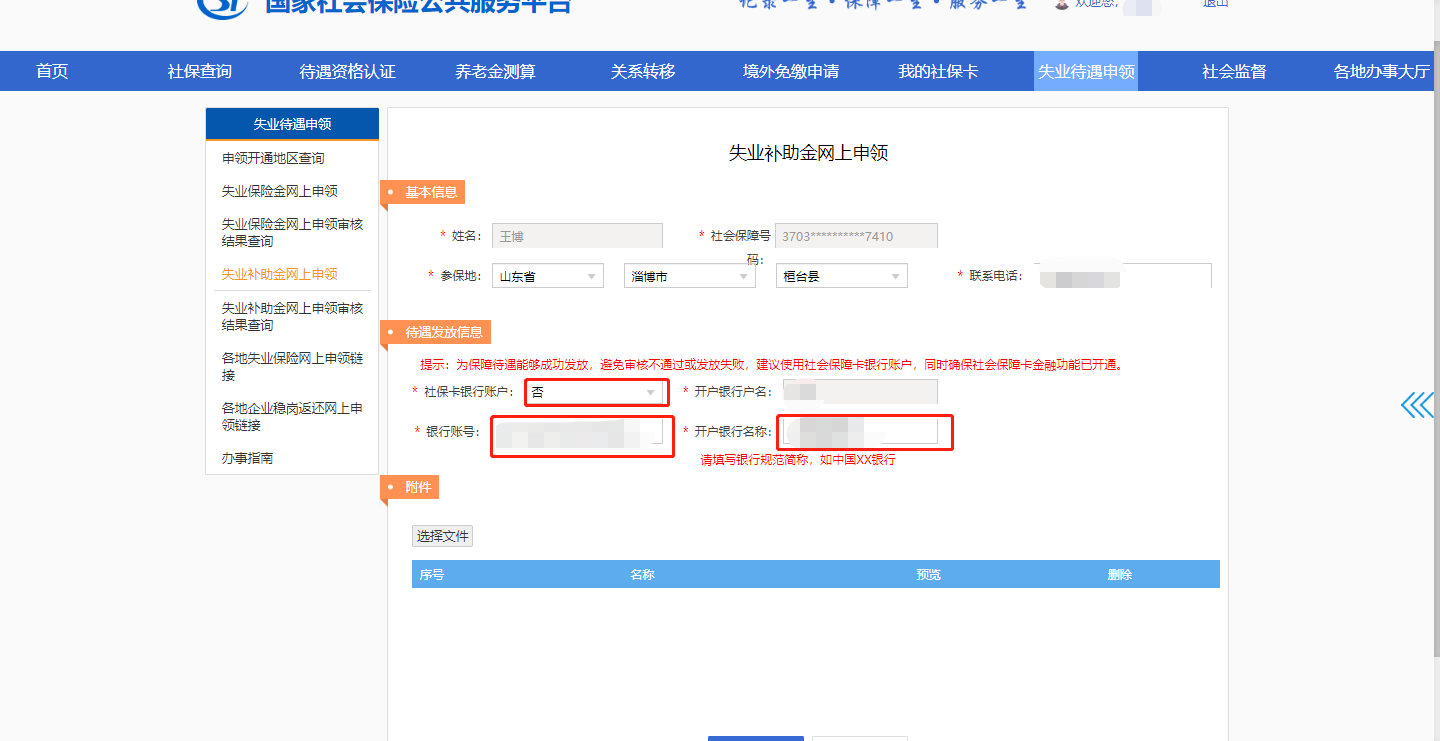 国家社会保险公共服务平台
记录一生·保障一生·服务一生
欢迎您，
退出
首页 社保查询 待遇资格认证 养老金测算 关系转移 境外免缴申请 我的社保卡 失业待遇申领 社会监督 各地办事大厅
失业待遇申领
申领开通地区查询
失业保险金网上申领
失业保险金网上申领审核
结果查询
失业补助金网上申领
失业补助金网上申领审核
结果查询
各地失业保险网上申领链
接
各地企业稳岗返还网上申
领链接
办事指南
失业补助金网上申领
基本信息
* 姓名： 王博 * 社会保障号
码： 3703**********7410
* 参保地： 山东省 淄博市 桓台县 * 联系电话：
待遇发放信息
提示：为保障待遇能够成功发放，避免审核不通过或发放失败，建议使用社会保障卡银行账户，同时确保社会保障卡金融功能已开通。
* 社保卡银行账户： 否 * 开户银行户名：
* 银行账号： * 开户银行名称：
请填写银行规范简称，如中国XX银行
附件
选择文件
序号 名称 预览 删除